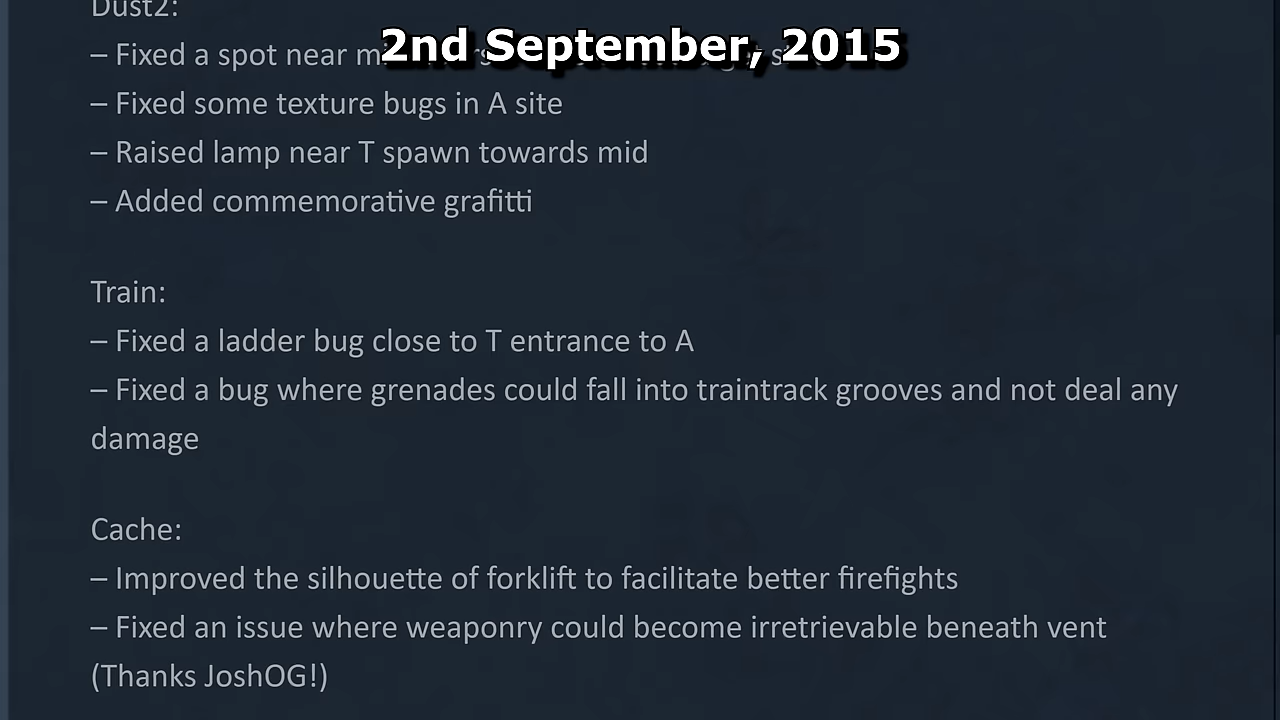 Dust2:
2nd September, 2015
– Fixed a spot near
– Fixed some texture bugs in A site
– Raised lamp near T spawn towards mid
– Added commemorative grafitti
Train:
– Fixed a ladder bug close to T entrance to A
– Fixed a bug where grenades could fall into traintrack grooves and not deal any
damage
Cache:
– Improved the silhouette of forklift to facilitate better firefights
– Fixed an issue where weaponry could become irretrievable beneath vent
(Thanks JoshOG!)